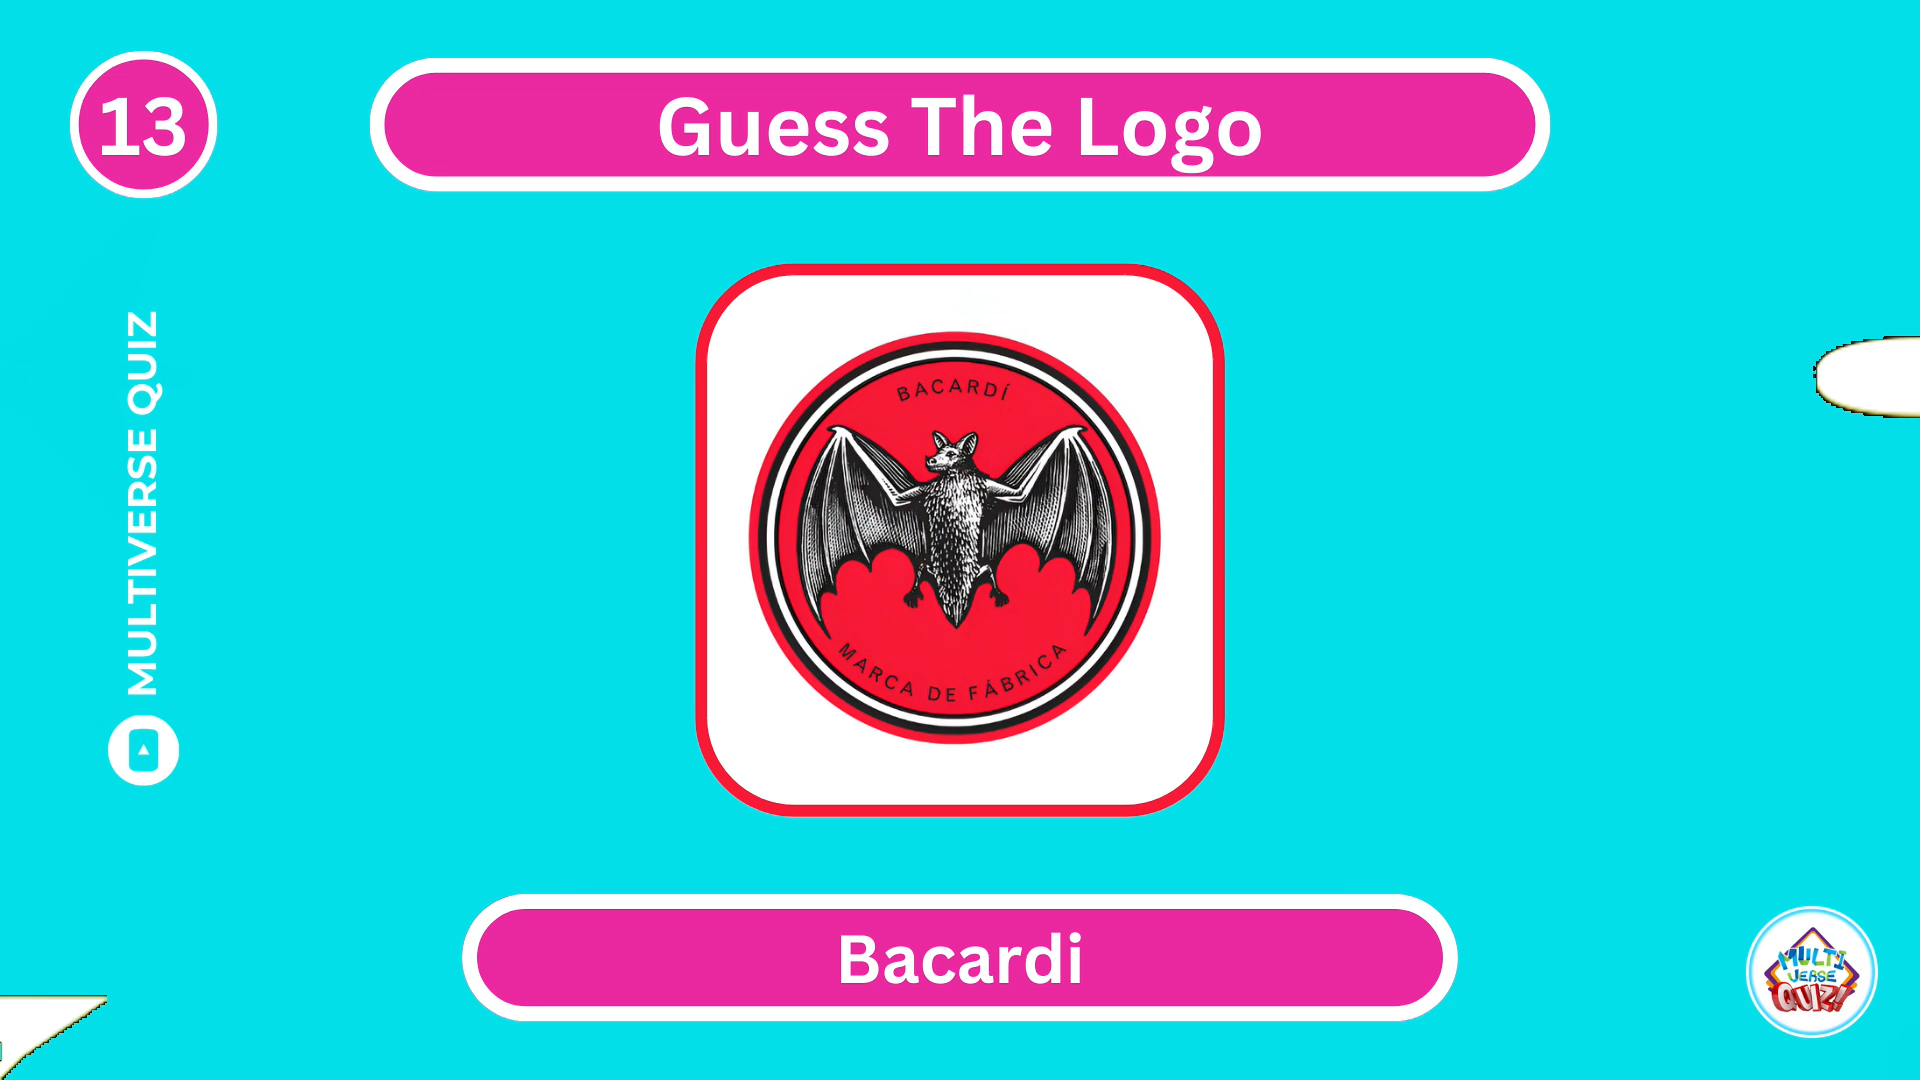 13
Guess The Logo
MULTIVERSE QUIZ
BACARDÍ
MARCA DE FÁBRICA
Bacardi
MULTI
VERSE
QUIZ!